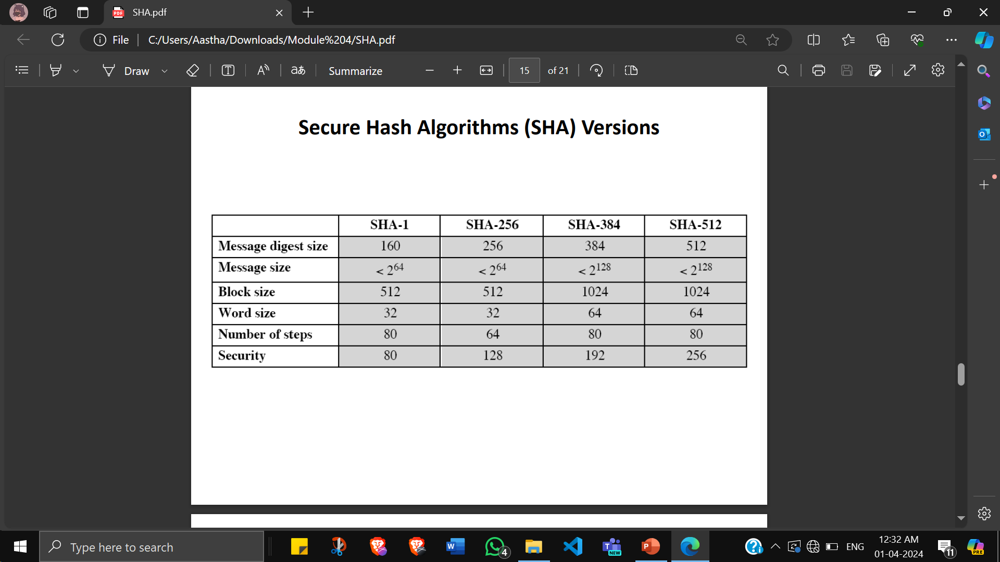 SHA.pdf
File
C:/Users/Aastha/Downloads/Module%204/SHA.pdf
Draw
aあ
Summarize
15
of 21
Secure Hash Algorithms (SHA) Versions
SHA-1 SHA-256 SHA-384 SHA-512
Message digest size 160 256 384 512
Message size < 2^64 < 2^64 < 2^128 < 2^128
Block size 512 512 1024 1024
Word size 32 32 64 64
Number of steps 80 64 80 80
Security 80 128 192 256
Type here to search
4
NEW
ENG
12:32 AM
01-04-2024
11
PRE